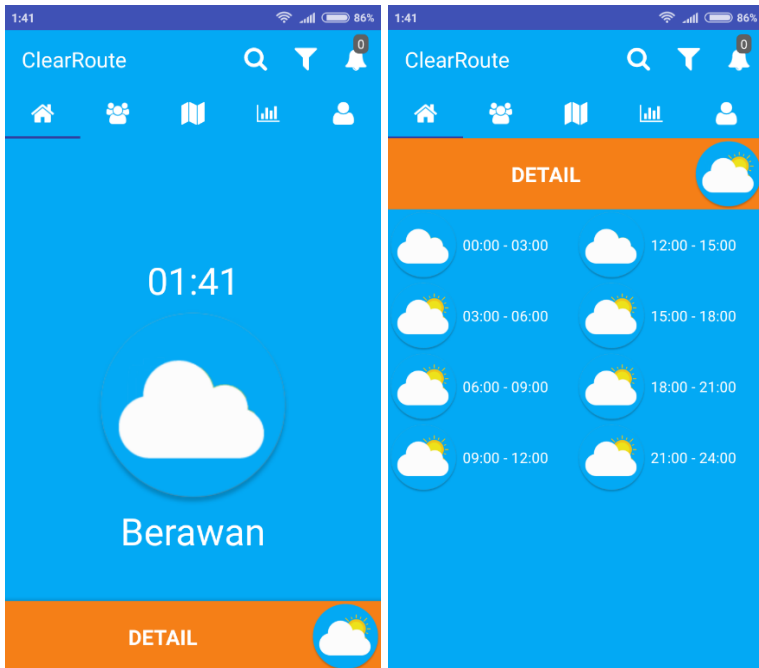 1:41 86%
ClearRoute
0
01:41
Berawan
DETAIL
1:41 86%
ClearRoute
0
DETAIL
00:00 - 03:00 12:00 - 15:00
03:00 - 06:00 15:00 - 18:00
06:00 - 09:00 18:00 - 21:00
09:00 - 12:00 21:00 - 24:00